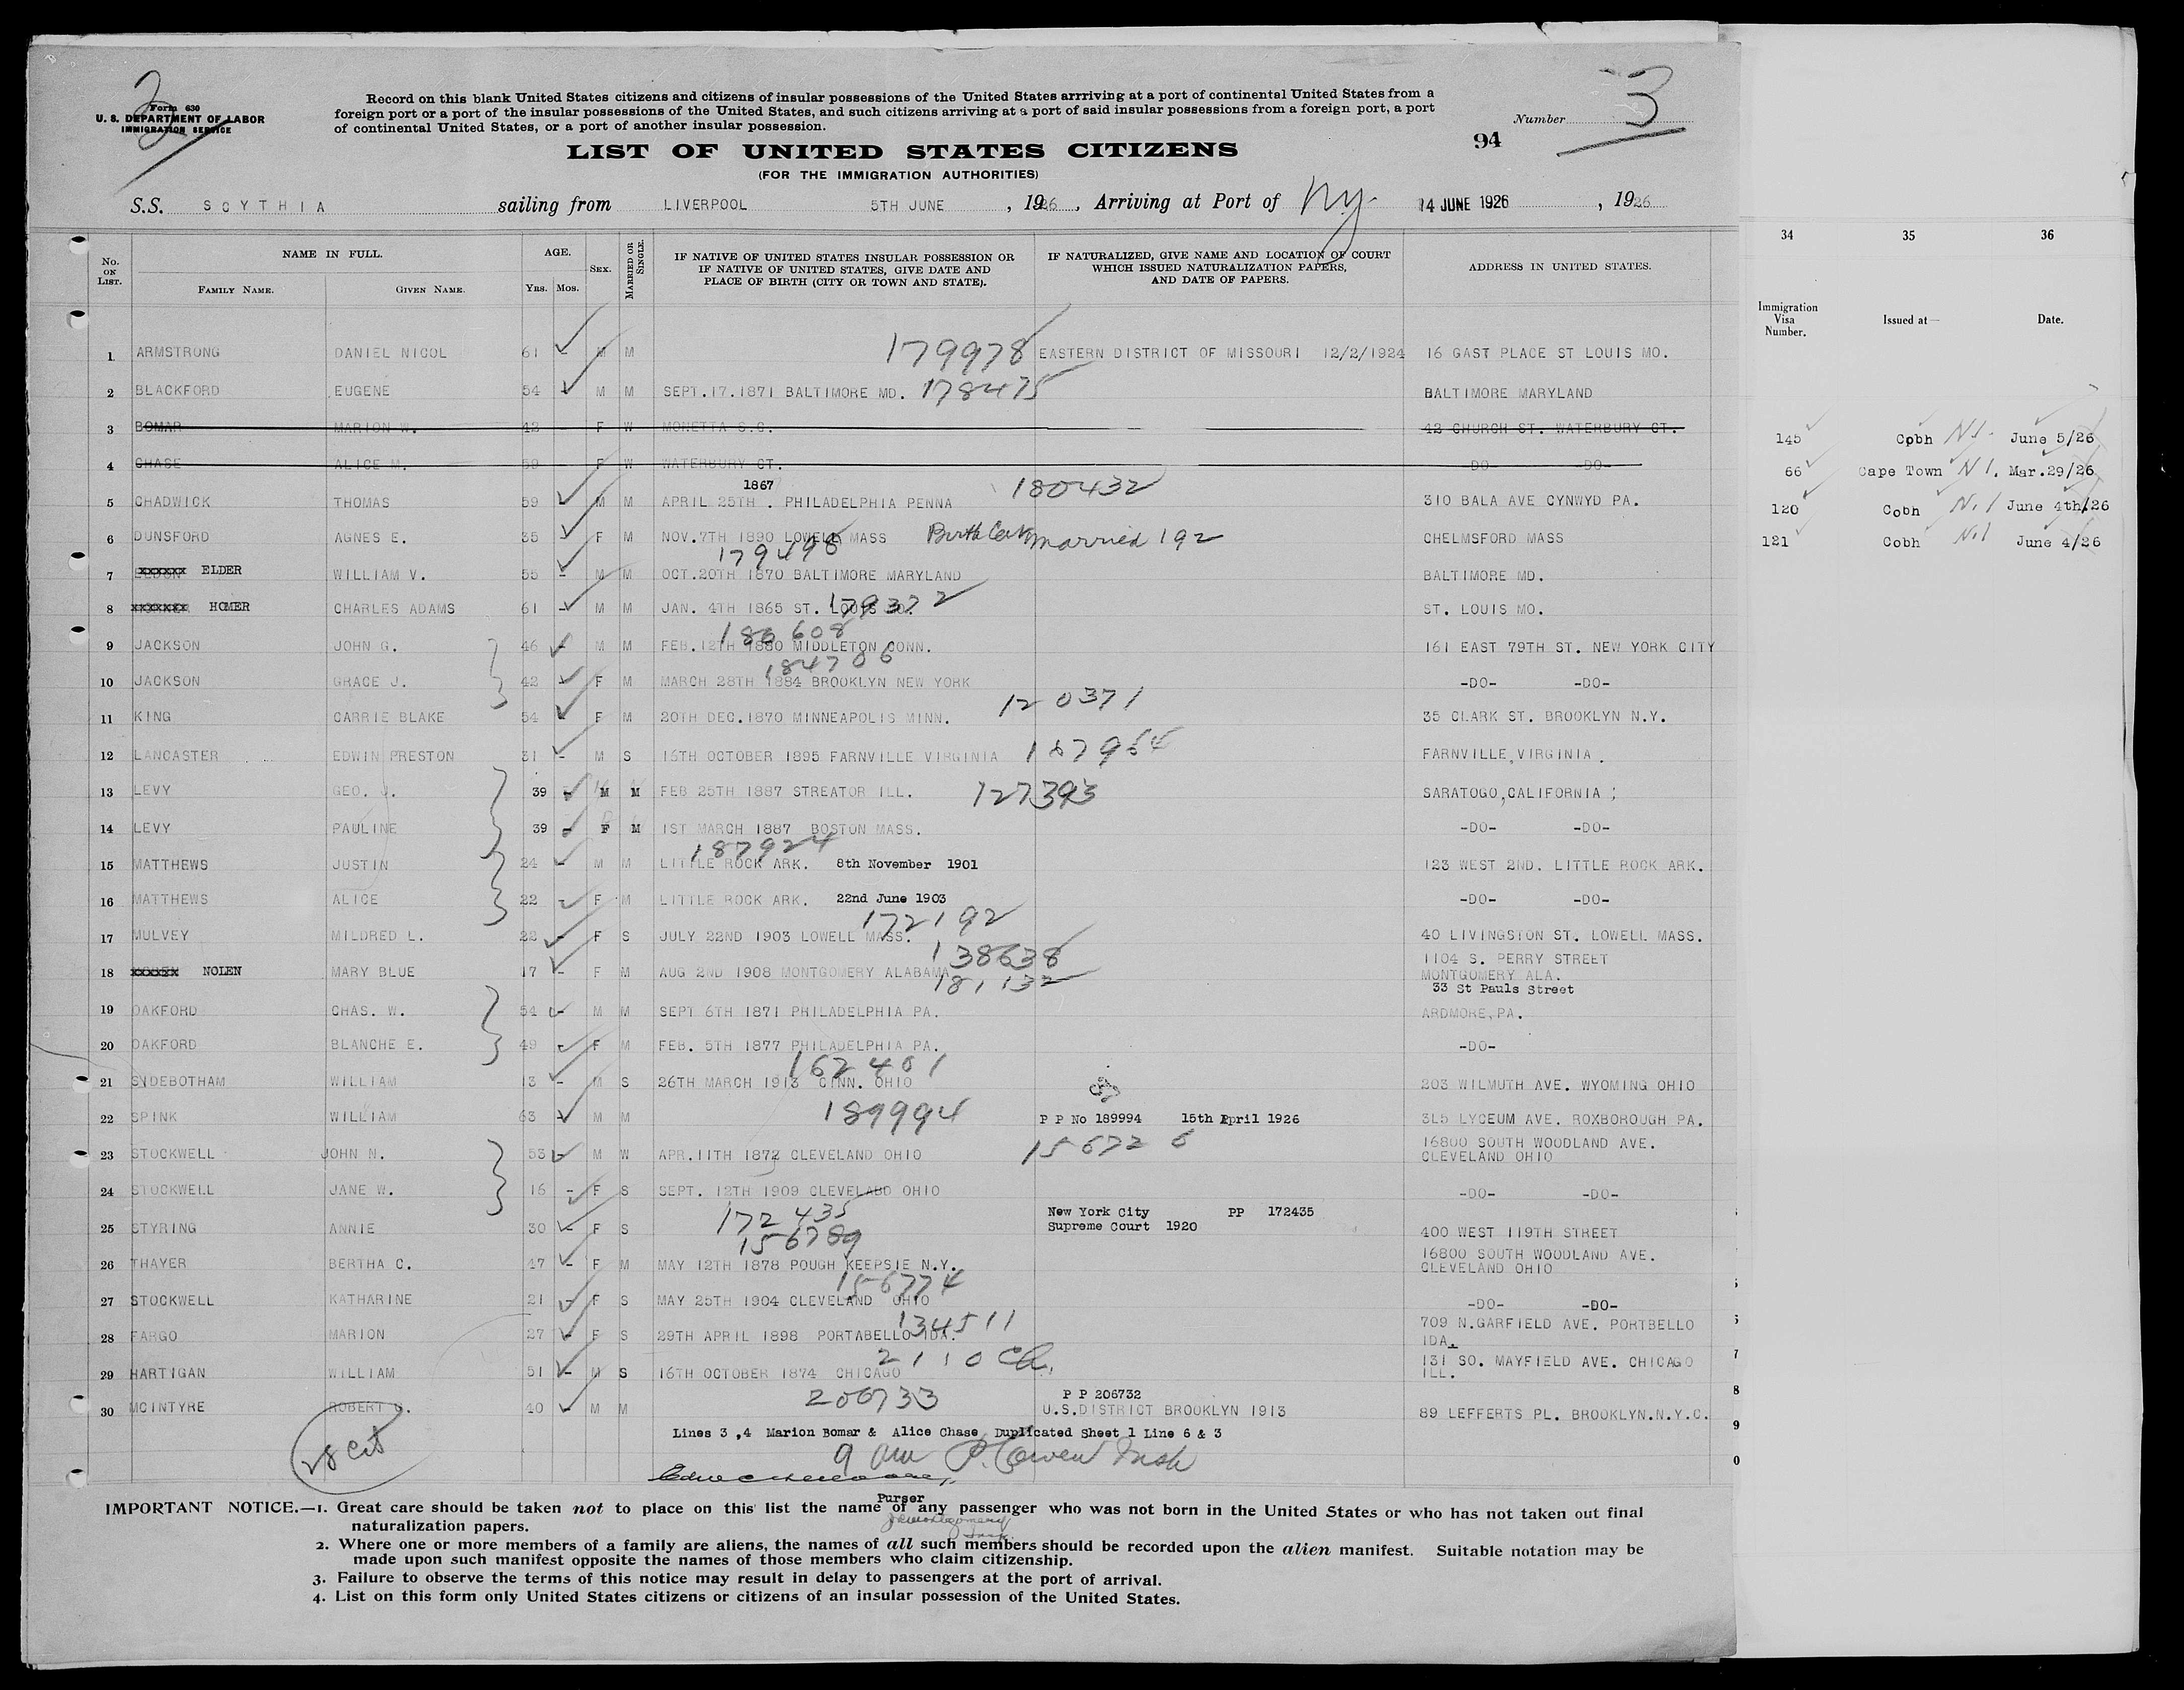 Form 630
U. S. DEPARTMENT OF LABOR
IMMIGRATION SERVICE
Record on this blank United States citizens and citizens of insular possessions of the United States arrriving at a port of continental United States from a
foreign port or a port of the insular possessions of the United States, and such citizens arriving at a port of said insular possessions from a foreign port, a port
of continental United States, or a port of another insular possession.
Number 3
94
LIST OF UNITED STATES CITIZENS
(FOR THE IMMIGRATION AUTHORITIES)
S.S. SCYTHIA sailing from LIVERPOOL 5TH JUNE , 1926 , Arriving at Port of N.Y. 14 JUNE 1926 , 1926
No. ON LIST.
NAME IN FULL.
FAMILY NAME. GIVEN NAME.
AGE.
YRS. MOS.
SEX.
MARRIED OR SINGLE.
IF NATIVE OF UNITED STATES INSULAR POSSESSION OR
IF NATIVE OF UNITED STATES, GIVE DATE AND
PLACE OF BIRTH (CITY OR TOWN AND STATE).
IF NATURALIZED, GIVE NAME AND LOCATION OF COURT
WHICH ISSUED NATURALIZATION PAPERS,
AND DATE OF PAPERS.
ADDRESS IN UNITED STATES.
1 ARMSTRONG DANIEL NICOL 61 - M M 179978 EASTERN DISTRICT OF MISSOURI 12/2/1924 16 GAST PLACE ST LOUIS MO.
2 BLACKFORD EUGENE 54 M M SEPT.17.1871 BALTIMORE MD. 178475 BALTIMORE MARYLAND
3 BOMAR MARION W. 42 F W MONETTA S.C. 42 CHURCH ST. WATERBURY CT.
4 CHASE ALICE M. 59 F W WATERBURY CT. -DO- -DO-
1867
5 CHADWICK THOMAS 59 - M M APRIL 25TH . PHILADELPHIA PENNA 180432 310 BALA AVE CYNWYD PA.
6 DUNSFORD AGNES E. 35 F M NOV.7TH 1890 LOWELL MASS Birth Cert married 192 CHELMSFORD MASS
179498
7 xxxxxx ELDER WILLIAM V. 55 - M M OCT.20TH 1870 BALTIMORE MARYLAND BALTIMORE MD.
8 xxxxxxx HOMER CHARLES ADAMS 61 - M M JAN. 4TH 1865 ST. LOUIS MO. 179372 ST. LOUIS MO.
186608
9 JACKSON JOHN G. 46 - M M FEB.12TH 1880 MIDDLETON CONN. 161 EAST 79TH ST. NEW YORK CITY
184706
10 JACKSON GRACE J. 42 - F M MARCH 28TH 1884 BROOKLYN NEW YORK -DO- -DO-
11 KING CARRIE BLAKE 54 - F M 20TH DEC.1870 MINNEAPOLIS MINN. 120371 35 CLARK ST. BROOKLYN N.Y.
12 LANCASTER EDWIN PRESTON 31 - M S 15TH OCTOBER 1895 FARNVILLE VIRGINIA FARNVILLE,VIRGINIA .
13 LEVY GEO. J. 39 - M M FEB 25TH 1887 STREATOR ILL. 127393 SARATOGO,CALIFORNIA ;
14 LEVY PAULINE 39 - F M 1ST MARCH 1887 BOSTON MASS. -DO- -DO-
187924
15 MATTHEWS JUSTIN 24 - M M LITTLE ROCK ARK. 8th November 1901 123 WEST 2ND. LITTLE ROCK ARK.
16 MATTHEWS ALICE 22 - F M LITTLE ROCK ARK. 22nd June 1903 -DO- -DO-
172192
17 MULVEY MILDRED L. 22 - F S JULY 22ND 1903 LOWELL MASS. 40 LIVINGSTON ST. LOWELL MASS.
138638
18 xxxxxx NOLEN MARY BLUE 17 - F M AUG 2ND 1908 MONTGOMERY ALABAMA 1104 S. PERRY STREET
MONTGOMERY ALA.
181132
33 St Pauls Street
19 OAKFORD CHAS. W. 54 - M M SEPT 6TH 1871 PHILADELPHIA PA. ARDMORE,PA.
20 OAKFORD BLANCHE E. 49 - F M FEB. 5TH 1877 PHILADELPHIA PA. -DO-
162401
21 SYDEBOTHAM WILLIAM 13 - M S 26TH MARCH 1913 CINN. OHIO 203 WILMUTH AVE. WYOMING OHIO
22 SPINK WILLIAM 63 - M M 189994 P P No 189994 15th April 1926 3L5 LYCEUM AVE. ROXBOROUGH PA.
23 STOCKWELL JOHN N. 53 - M W APR.11TH 1872 CLEVELAND OHIO 156726 16800 SOUTH WOODLAND AVE.
CLEVELAND OHIO
24 STOCKWELL JANE W. 16 - F S SEPT. 12TH 1909 CLEVELAUD OHIO -DO- -DO-
172435 New York City PP 172435
25 STYRING ANNIE 30 - F S Supreme Court 1920 400 WEST 119TH STREET
156789
26 THAYER BERTHA C. 47 - F M MAY 12TH 1878 POUGH KEEPSIE N.Y. 16800 SOUTH WOODLAND AVE.
CLEVELAND OHIO
156774
27 STOCKWELL KATHARINE 21 - F S MAY 25TH 1904 CLEVELAND OHIO -DO- -DO-
134511
28 FARGO MARION 27 - F S 29TH APRIL 1898 PORTABELLO IDA. 709 N.GARFIELD AVE. PORTBELLO
IDA.
2110
29 HARTIGAN WILLIAM 51 - M S 16TH OCTOBER 1874 CHICAGO 131 SO. MAYFIELD AVE. CHICAGO
ILL.
206733 P P 206732
30 MCINTYRE ROBERT G. 40 - M M U.S.DISTRICT BROOKLYN 1913 89 LEFFERTS PL. BROOKLYN.N.Y.C.
Lines 3 ,4 Marion Bomar & Alice Chase Duplicated Sheet 1 Line 6 & 3
28 cit
9 am P. Cowen Insp
Purser
IMPORTANT NOTICE.—1. Great care should be taken not to place on this list the name of any passenger who was not born in the United States or who has not taken out final
naturalization papers.
2. Where one or more members of a family are aliens, the names of all such members should be recorded upon the alien manifest. Suitable notation may be
made upon such manifest opposite the names of those members who claim citizenship.
3. Failure to observe the terms of this notice may result in delay to passengers at the port of arrival.
4. List on this form only United States citizens or citizens of an insular possession of the United States.
34 35 36
Immigration Visa Number. Issued at— Date.
145 Cobh N.I. June 5/26
66 Cape Town N I. Mar.29/26
120 Cobh N.I June 4th/26
121 Cobh N.I June 4/26